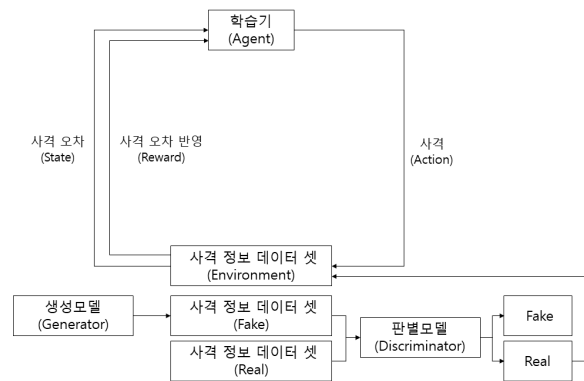 학습기
(Agent)
사격 오차
(State)
사격 오차 반영
(Reward)
사격
(Action)
사격 정보 데이터 셋
(Environment)
생성모델
(Generator)
사격 정보 데이터 셋
(Fake)
사격 정보 데이터 셋
(Real)
판별모델
(Discriminator)
Fake
Real